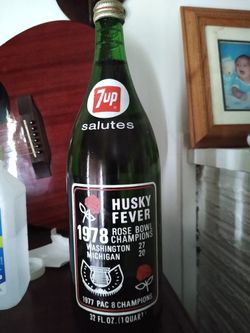 7up
salutes
HUSKY
FEVER
1978 ROSE BOWL
CHAMPIONS
WASHINGTON 27
MICHIGAN 20
1977 PAC 8 CHAMPIONS
32 FL. OZ. (1 QUART)